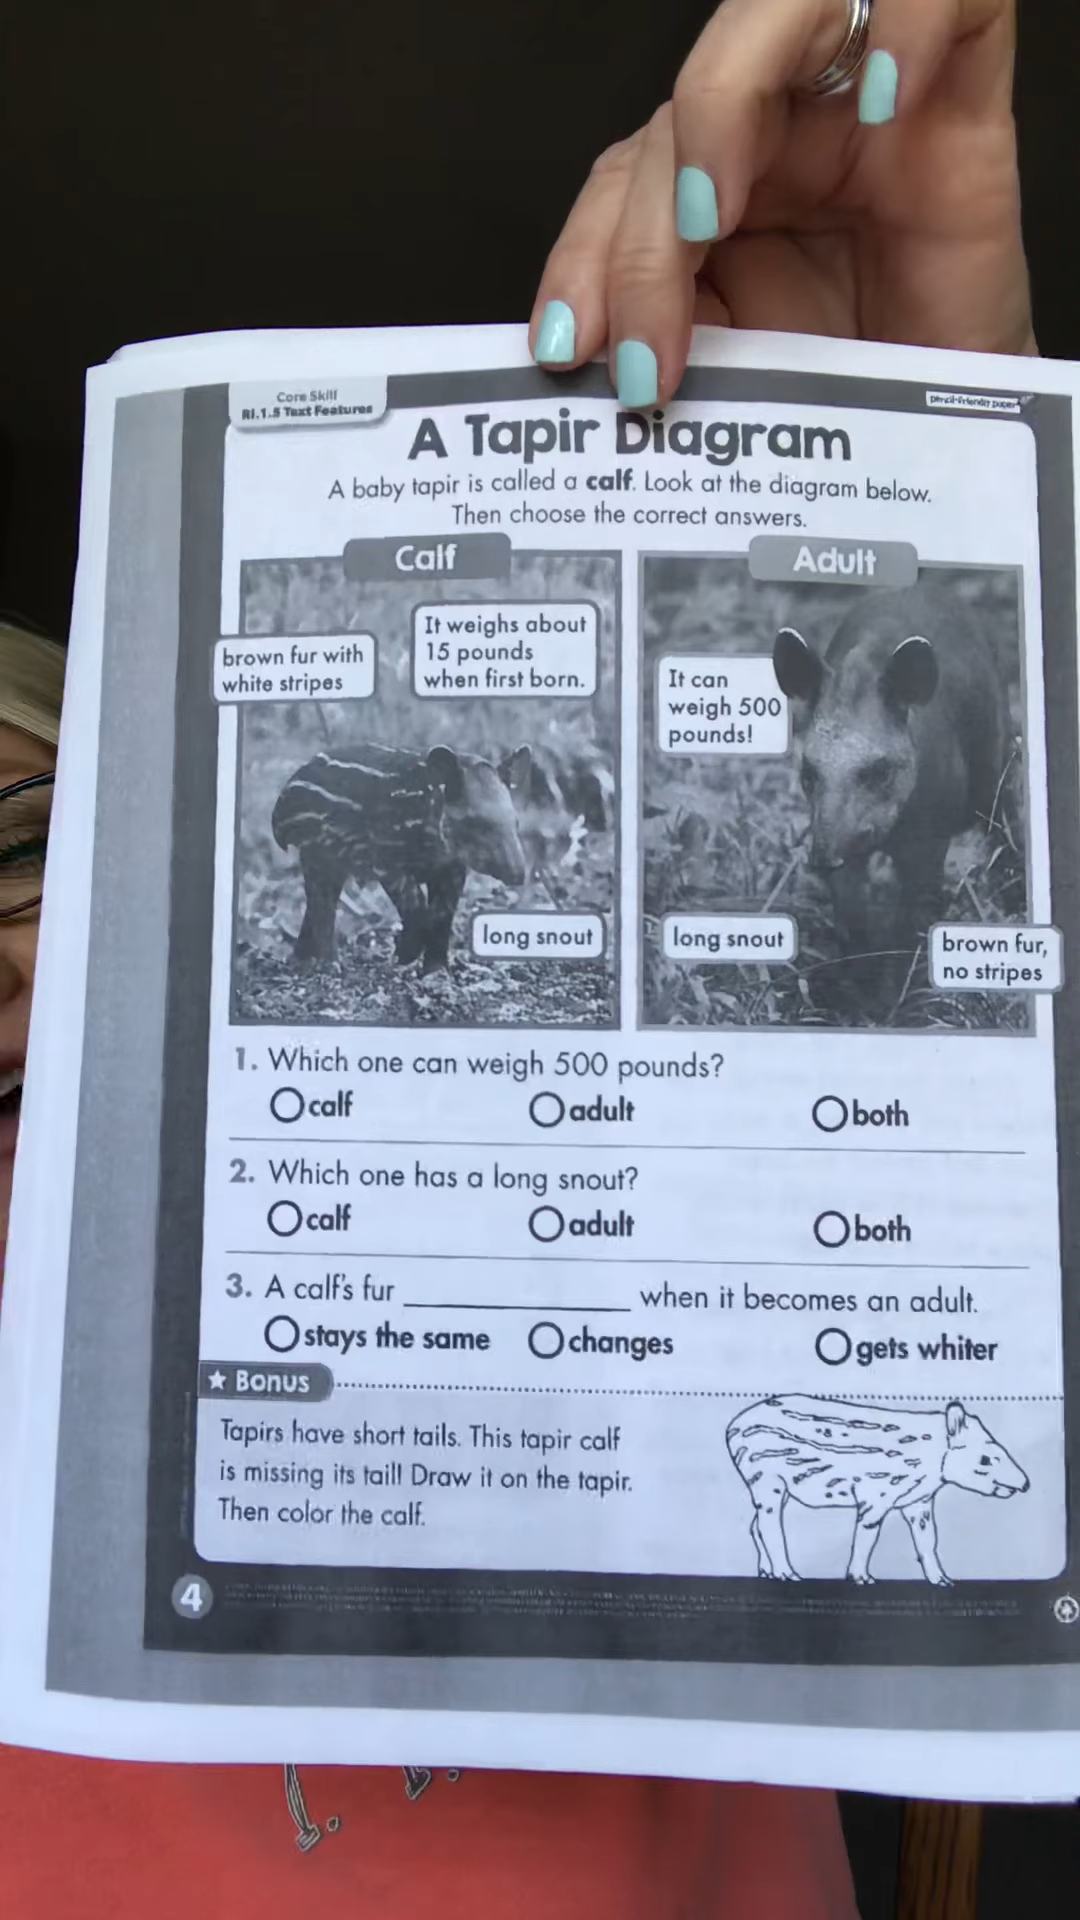 Core Skill
RI.1.5 Text Features
pencil-friendly paper
A Tapir Diagram
A baby tapir is called a calf. Look at the diagram below.
Then choose the correct answers.
Calf
brown fur with
white stripes
It weighs about
15 pounds
when first born.
long snout
Adult
It can
weigh 500
pounds!
long snout
brown fur,
no stripes
1. Which one can weigh 500 pounds?
calf adult both
2. Which one has a long snout?
calf adult both
3. A calf's fur ____________ when it becomes an adult.
stays the same changes gets whiter
★ Bonus
Tapirs have short tails. This tapir calf
is missing its tail! Draw it on the tapir.
Then color the calf.
4